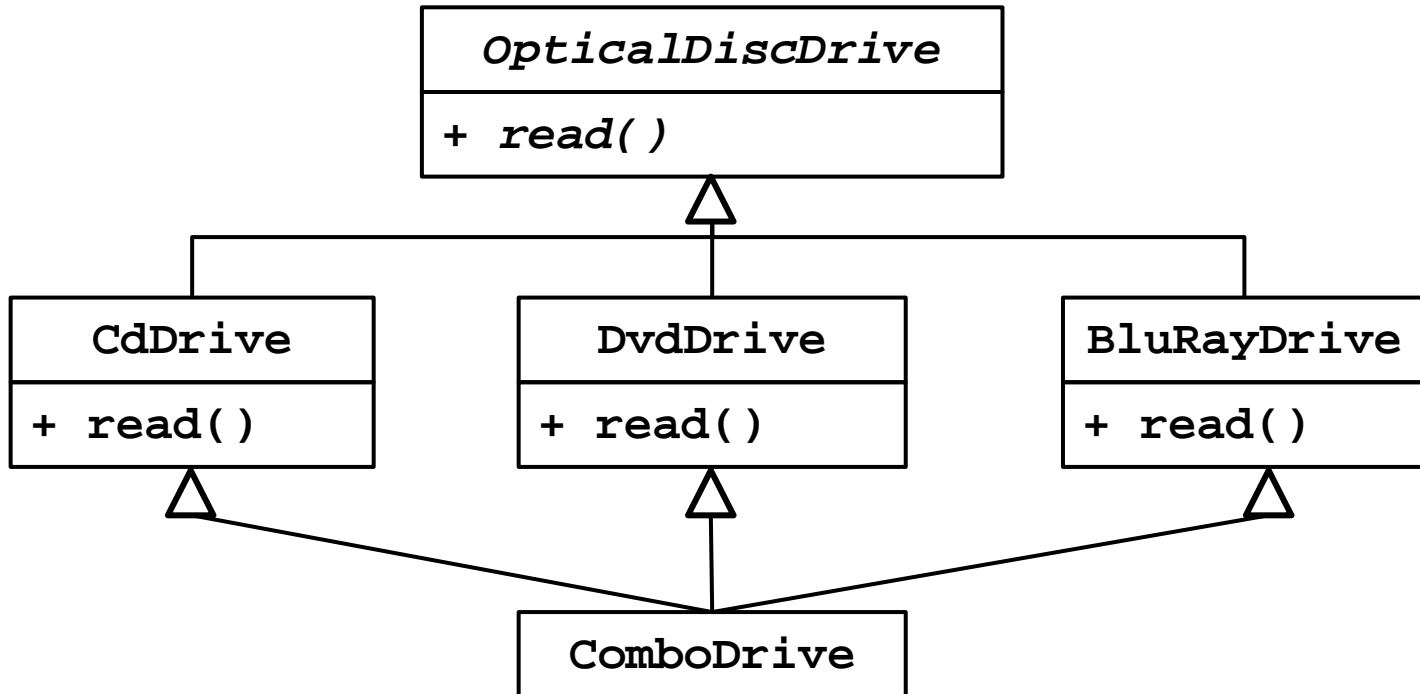 OpticalDiscDrive
+ read()
CdDrive
DvdDrive
BluRayDrive
+ read()
+ read()
+ read()
ComboDrive